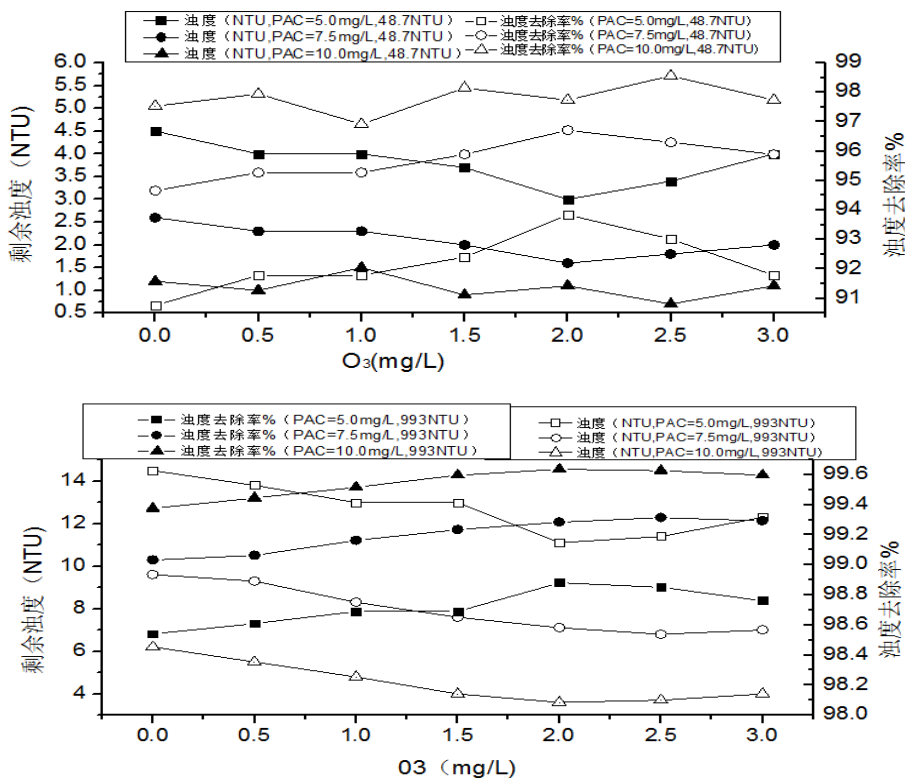 浊度（NTU,PAC=5.0mg/L,48.7NTU）
浊度（NTU,PAC=7.5mg/L,48.7NTU）
浊度（NTU,PAC=10.0mg/L,48.7NTU）
浊度去除率%（PAC=5.0mg/L,48.7NTU）
浊度去除率%（PAC=7.5mg/L,48.7NTU）
浊度去除率%（PAC=10.0mg/L,48.7NTU）
剩余浊度（NTU）
6.0
5.5
5.0
4.5
4.0
3.5
3.0
2.5
2.0
1.5
1.0
0.5
99
98
97
96
95
94
93
92
91
浊度去除率%
0.0 0.5 1.0 1.5 2.0 2.5 3.0
O₃(mg/L)
浊度去除率%（PAC=5.0mg/L,993NTU）
浊度去除率%（PAC=7.5mg/L,993NTU）
浊度去除率%（PAC=10.0mg/L,993NTU）
浊度（NTU,PAC=5.0mg/L,993NTU）
浊度（NTU,PAC=7.5mg/L,993NTU）
浊度（NTU,PAC=10.0mg/L,993NTU）
剩余浊度（NTU）
14
12
10
8
6
4
99.6
99.4
99.2
99.0
98.8
98.6
98.4
98.2
98.0
浊度去除率%
0.0 0.5 1.0 1.5 2.0 2.5 3.0
03（mg/L）